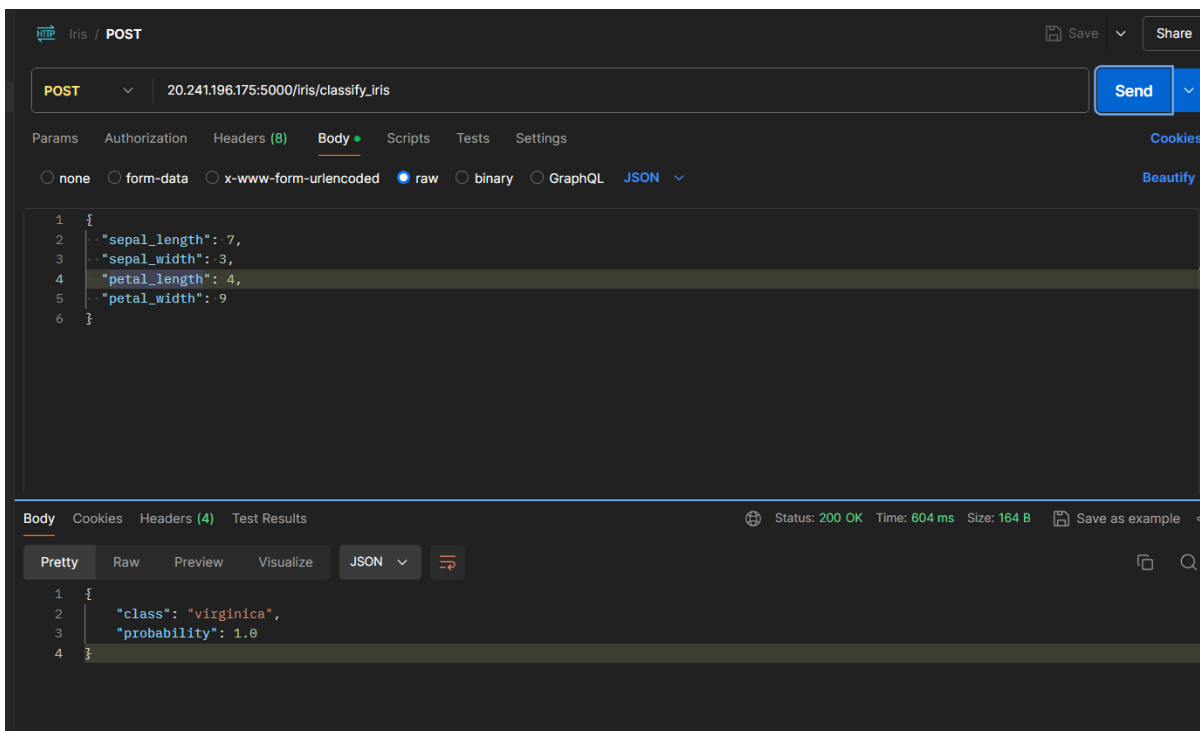 HTTP Iris / POST Save Share
POST 20.241.196.175:5000/iris/classify_iris Send
Params Authorization Headers (8) Body Scripts Tests Settings Cookies
none form-data x-www-form-urlencoded raw binary GraphQL JSON Beautify
1 {
2 "sepal_length": 7,
3 "sepal_width": 3,
4 "petal_length": 4,
5 "petal_width": 9
6 }
Body Cookies Headers (4) Test Results Status: 200 OK Time: 604 ms Size: 164 B Save as example
Pretty Raw Preview Visualize JSON
1 {
2 "class": "virginica",
3 "probability": 1.0
4 }